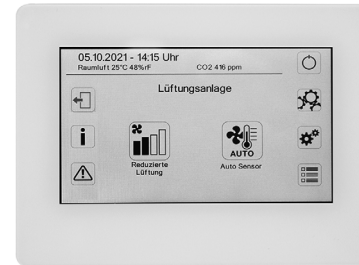 05.10.2021 - 14:15 Uhr
Raumluft 25°C 48%rF CO2 416 ppm
Lüftungsanlage
i
AUTO
Reduzierte
Lüftung
Auto Sensor